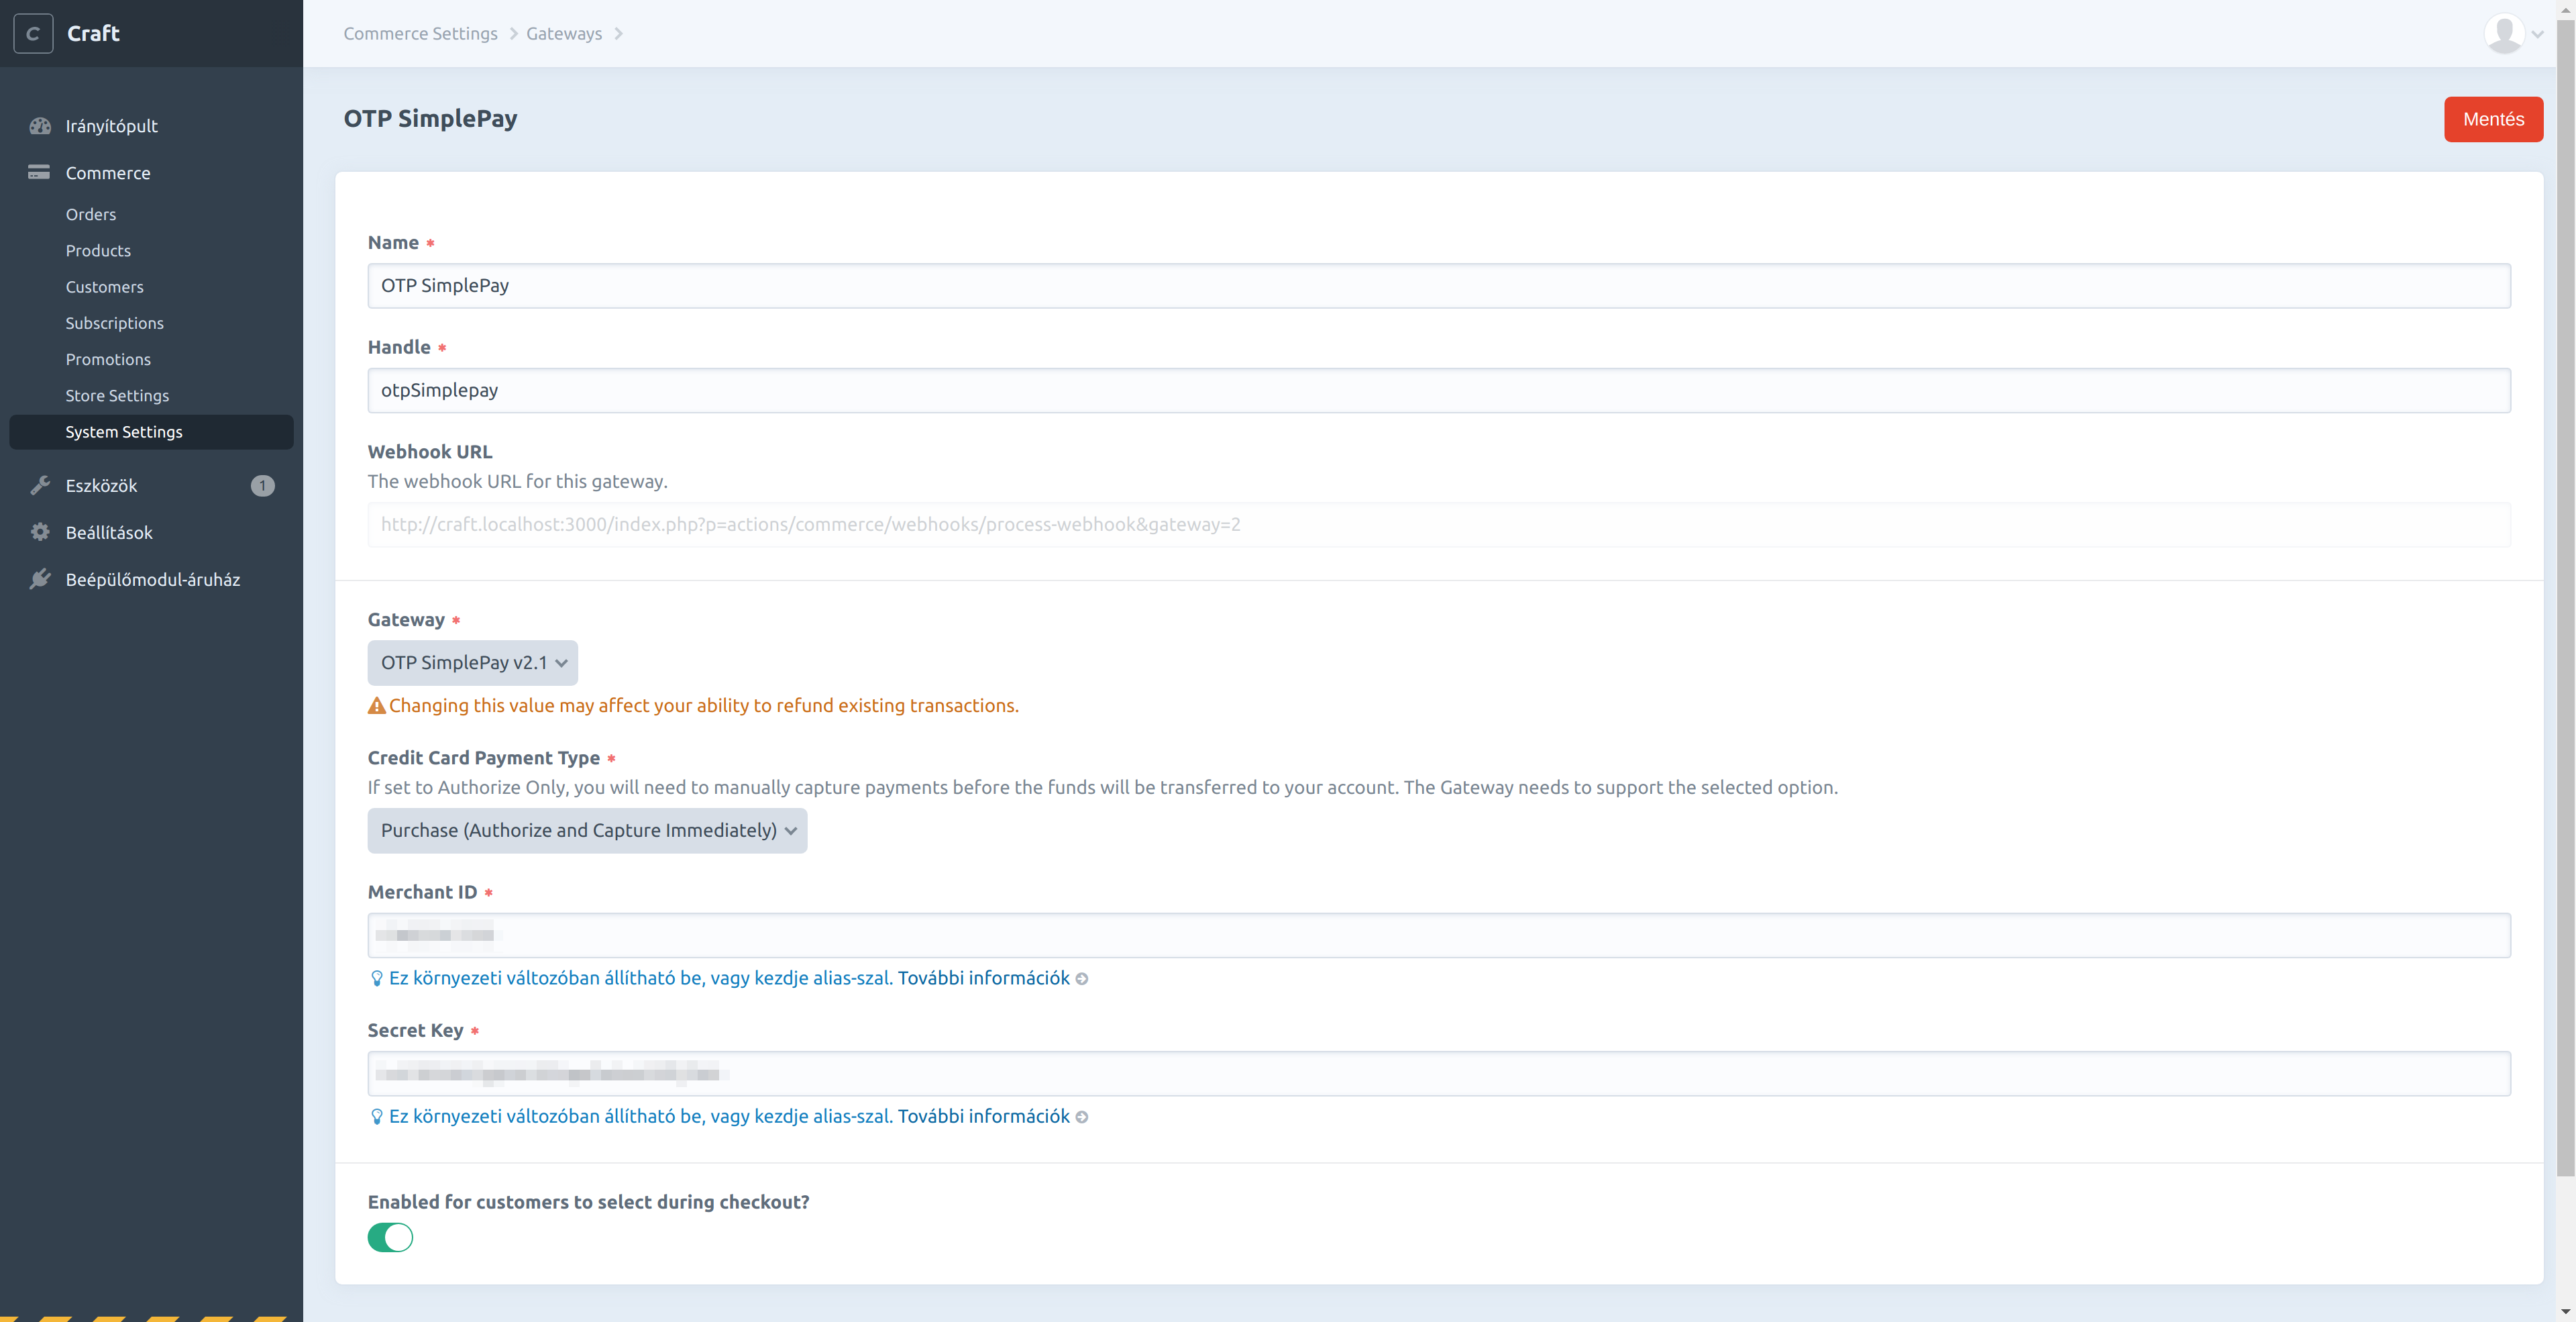 C Craft
Commerce Settings Gateways
Irányítópult
Commerce
Orders
Products
Customers
Subscriptions
Promotions
Store Settings
System Settings
Eszközök 1
Beállítások
Beépülőmodul-áruház
OTP SimplePay
Mentés
Name *
OTP SimplePay
Handle *
otpSimplepay
Webhook URL
The webhook URL for this gateway.
http://craft.localhost:3000/index.php?p=actions/commerce/webhooks/process-webhook&gateway=2
Gateway *
OTP SimplePay v2.1
Changing this value may affect your ability to refund existing transactions.
Credit Card Payment Type *
If set to Authorize Only, you will need to manually capture payments before the funds will be transferred to your account. The Gateway needs to support the selected option.
Purchase (Authorize and Capture Immediately)
Merchant ID *
Ez környezeti változóban állítható be, vagy kezdje alias-szal. További információk
Secret Key *
Ez környezeti változóban állítható be, vagy kezdje alias-szal. További információk
Enabled for customers to select during checkout?